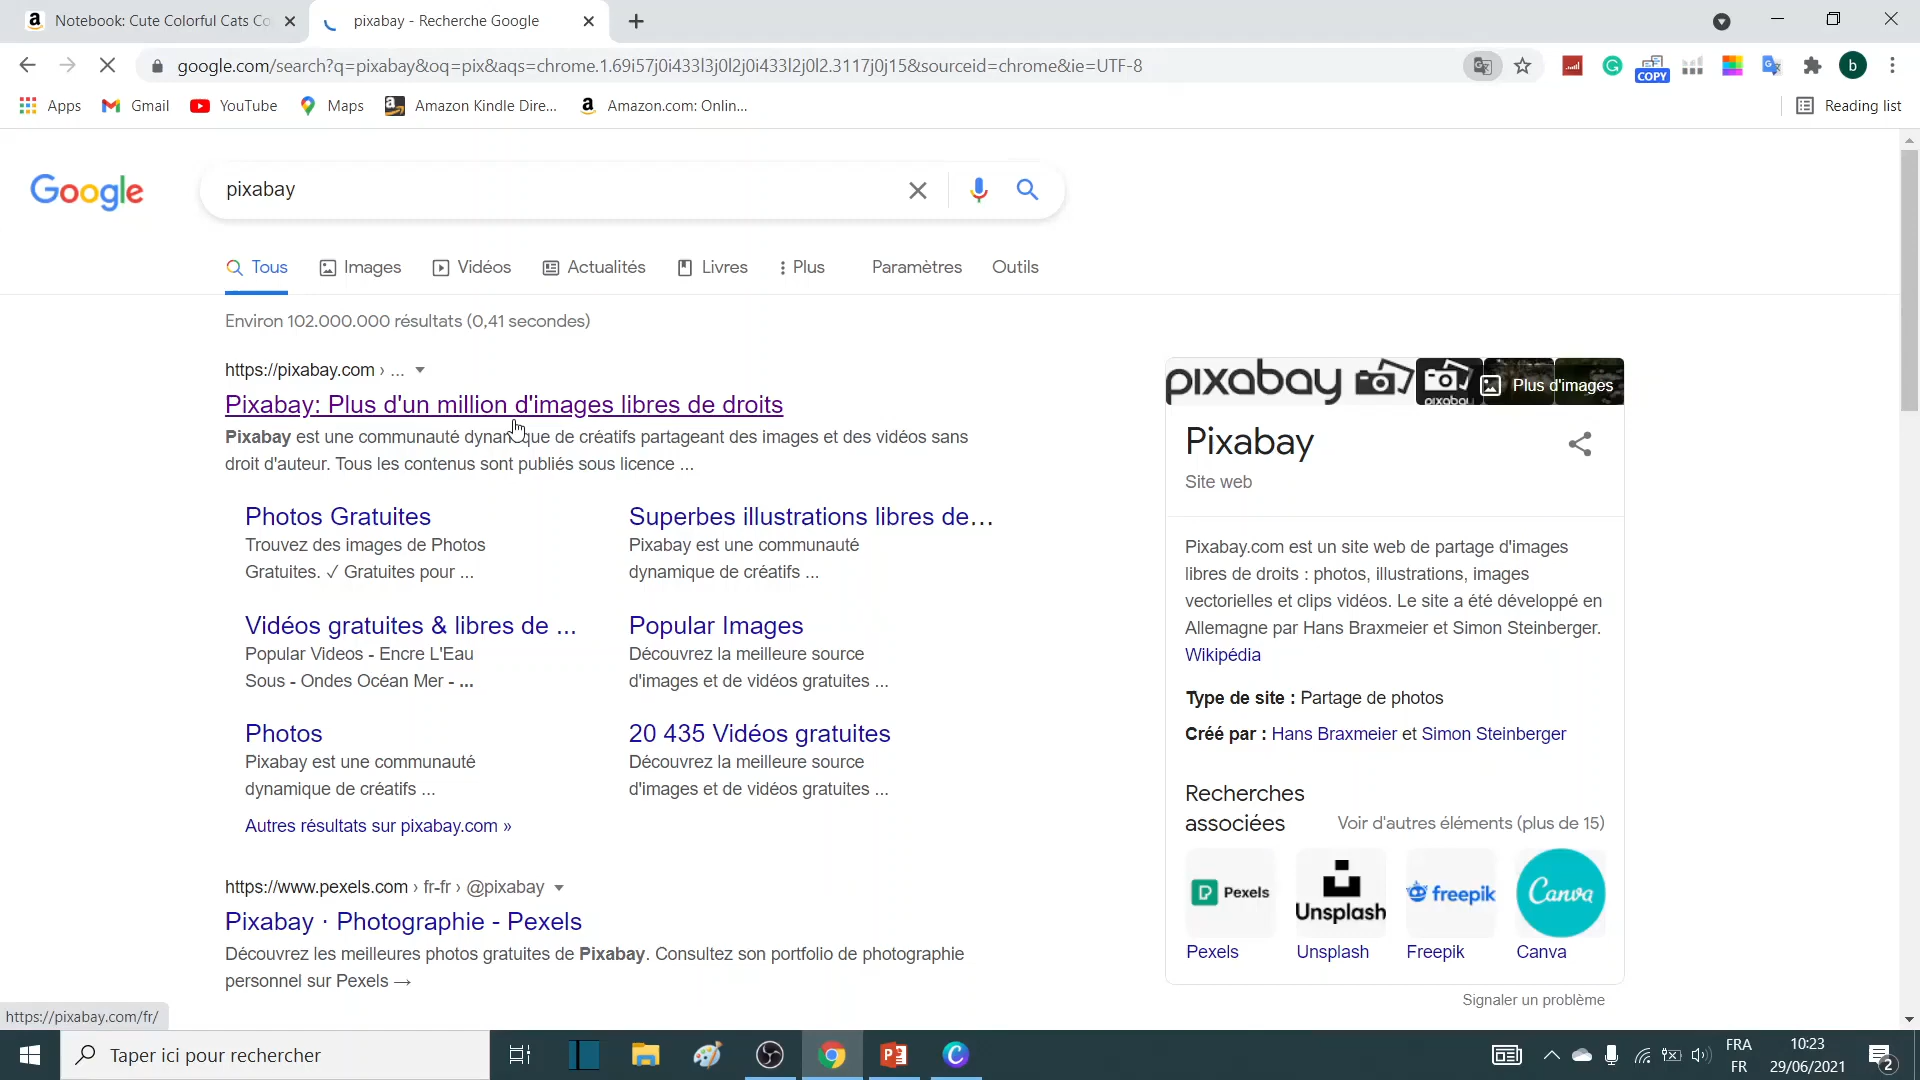 Notebook: Cute Colorful Cats Co
pixabay - Recherche Google
google.com/search?q=pixabay&oq=pix&aqs=chrome.1.69i57j0i433l3j0l2j0i433l2j0l2.3117j0j15&sourceid=chrome&ie=UTF-8
COPY
b
Apps
Gmail
YouTube
Maps
Amazon Kindle Dire...
Amazon.com: Onlin...
Reading list
Google
pixabay
Tous
Images
Vidéos
Actualités
Livres
Plus
Paramètres
Outils
Environ 102.000.000 résultats (0,41 secondes)
https://pixabay.com › ...
Pixabay: Plus d'un million d'images libres de droits
Pixabay est une communauté dynamique de créatifs partageant des images et des vidéos sans
droit d'auteur. Tous les contenus sont publiés sous licence ...
Photos Gratuites
Trouvez des images de Photos
Gratuites. ✓ Gratuites pour ...
Superbes illustrations libres de...
Pixabay est une communauté
dynamique de créatifs ...
Vidéos gratuites & libres de ...
Popular Videos - Encre L'Eau
Sous - Ondes Océan Mer - ...
Popular Images
Découvrez la meilleure source
d'images et de vidéos gratuites ...
Photos
Pixabay est une communauté
dynamique de créatifs ...
20 435 Vidéos gratuites
Découvrez la meilleure source
d'images et de vidéos gratuites ...
Autres résultats sur pixabay.com »
https://www.pexels.com › fr-fr › @pixabay
Pixabay · Photographie - Pexels
Découvrez les meilleures photos gratuites de Pixabay. Consultez son portfolio de photographie
personnel sur Pexels →
pixabay
pixabay
Plus d'images
Pixabay
Site web
Pixabay.com est un site web de partage d'images
libres de droits : photos, illustrations, images
vectorielles et clips vidéos. Le site a été développé en
Allemagne par Hans Braxmeier et Simon Steinberger.
Wikipédia
Type de site : Partage de photos
Créé par : Hans Braxmeier et Simon Steinberger
Recherches
associées
Voir d'autres éléments (plus de 15)
Pexels
Unsplash
freepik
Canva
Pexels
Unsplash
Freepik
Canva
Signaler un problème
https://pixabay.com/fr/
Taper ici pour rechercher
FRA
FR
10:23
29/06/2021
2